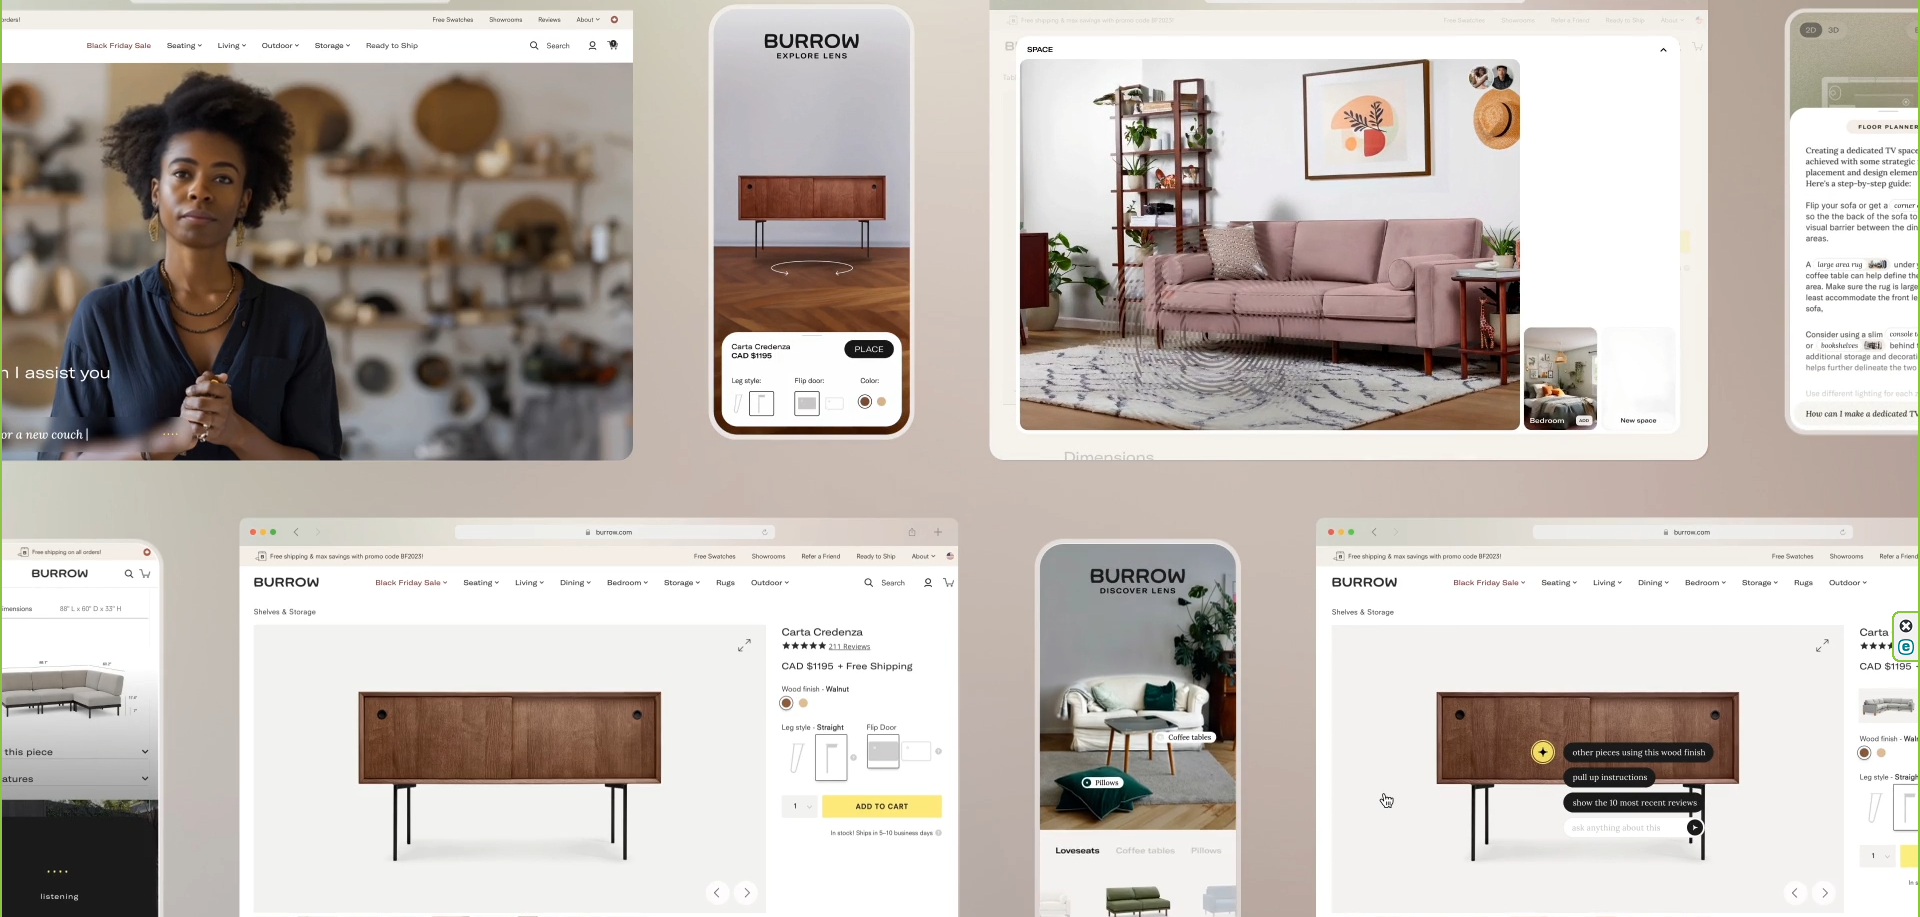 orders!
Free Swatches Showrooms Reviews About
Black Friday Sale Seating Living Outdoor Storage Ready to Ship Search
I assist you
or a new couch
BURROW
EXPLORE LENS
Carta Credenza
CAD $1195
PLACE
Leg style: Flip door: Color:
Free shipping & max savings with promo code BF2023!
Free Swatches Showrooms Refer a Friend Ready to Ship About
SPACE
Bedroom ADD
New space
Dimensions
2D 3D
FLOOR PLANNER
Creating a dedicated TV space
achieved with some strategic
placement and design elemen
Here's a step-by-step guide:
Flip your sofa or get a corner
so the the back of the sofa to
visual barrier between the din
areas.
A large area rug under
coffee table can help define the
area. Make sure the rug is large
least accommodate the front le
sofa,
Consider using a slim console t
or bookshelves behind
additional storage and decorati
helps further delineate the two
Use different lighting for each
How can I make a dedicated TV
Free shipping on all orders!
BURROW
imensions 88" L x 60" D x 33" H
this piece
atures
listening
burrow.com
Free shipping & max savings with promo code BF2023!
Free Swatches Showrooms Refer a Friend Ready to Ship About
BURROW
Black Friday Sale Seating Living Dining Bedroom Storage Rugs Outdoor Search
Shelves & Storage
Carta Credenza
211 Reviews
CAD $1195 + Free Shipping
Wood finish - Walnut
Leg style - Straight Flip Door
1 ADD TO CART
In stock! Ships in 5–10 business days
BURROW
DISCOVER LENS
Coffee tables
Pillows
Loveseats Coffee tables Pillows
burrow.com
Free shipping & max savings with promo code BF2023!
Free Swatches Showrooms Refer a Friend
BURROW
Black Friday Sale Seating Living Dining Bedroom Storage Rugs Outdoor
Shelves & Storage
Carta
CAD $1195
Wood finish - Wal
Leg style - Straigh
1
In s
other pieces using this wood finish
pull up instructions
show the 10 most recent reviews
ask anything about this